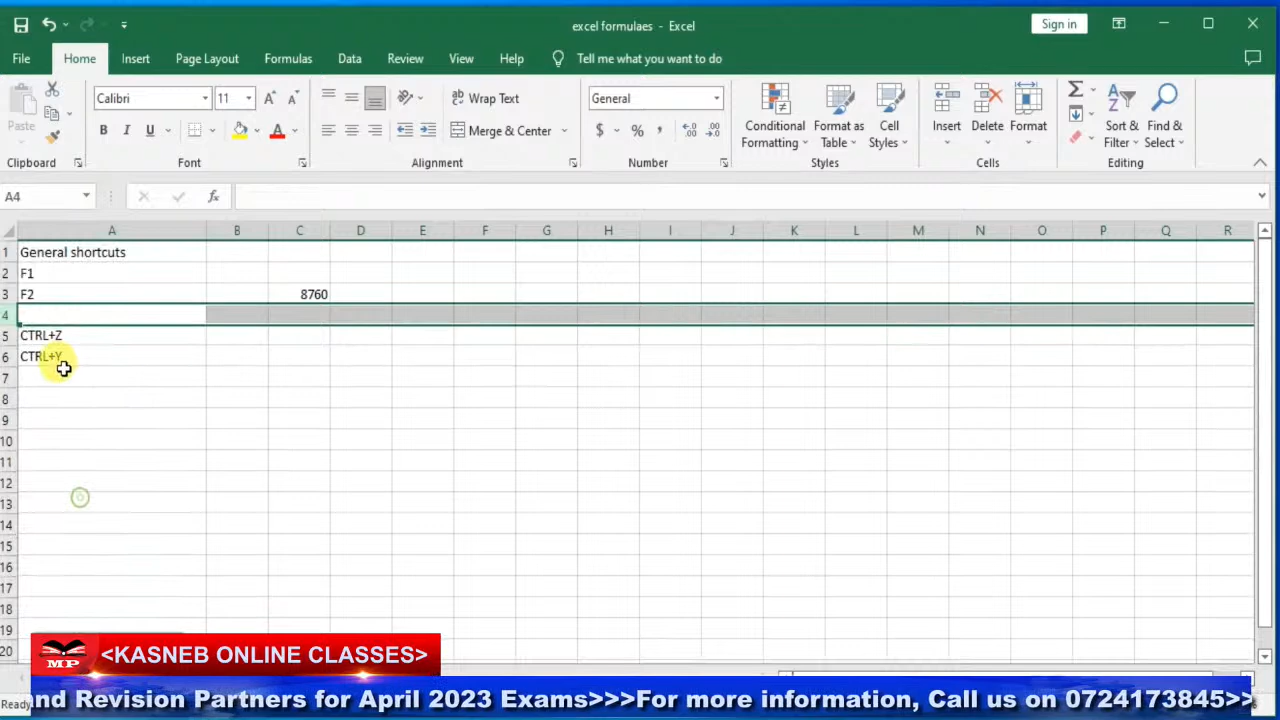 excel formulaes - Excel
Sign in
File Home Insert Page Layout Formulas Data Review View Help Tell me what you want to do
Paste
Calibri 11
B I U
Wrap Text
Merge & Center
General
$ % ,
Conditional Formatting
Format as Table
Cell Styles
Insert Delete Format
Sort & Filter
Find & Select
Clipboard Font Alignment Number Styles Cells Editing
A4 fx
A B C D E F G H I J K L M N O P Q R
1 General shortcuts
2 F1
3 F2 8760
4
5 CTRL+Z
6 CTRL+Y
7
8
9
10
11
12
13
14
15
16
17
18
19
20
MP <KASNEB ONLINE CLASSES>
and Revision Partners for April 2023 Exams>>>For more information, Call us on 0724173845>>
Ready